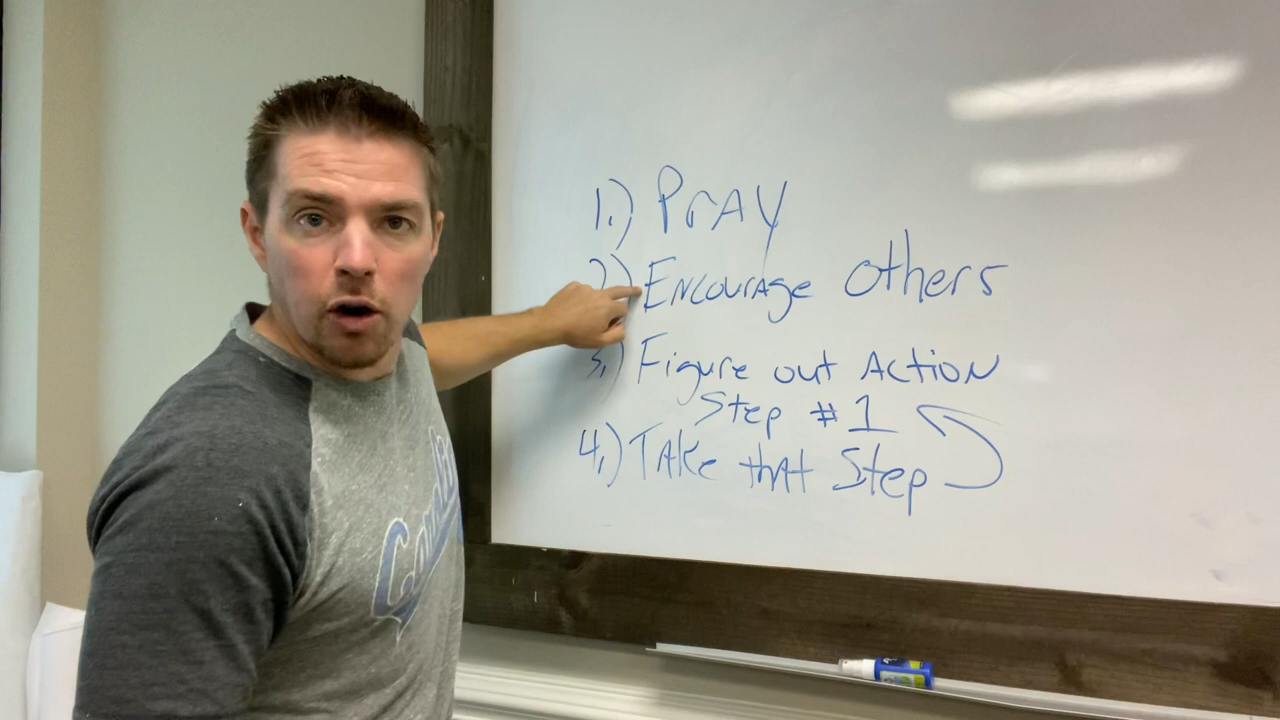 1.) Pray
2.) Encourage Others
3.) Figure out Action
Step #1
4.) Take that Step